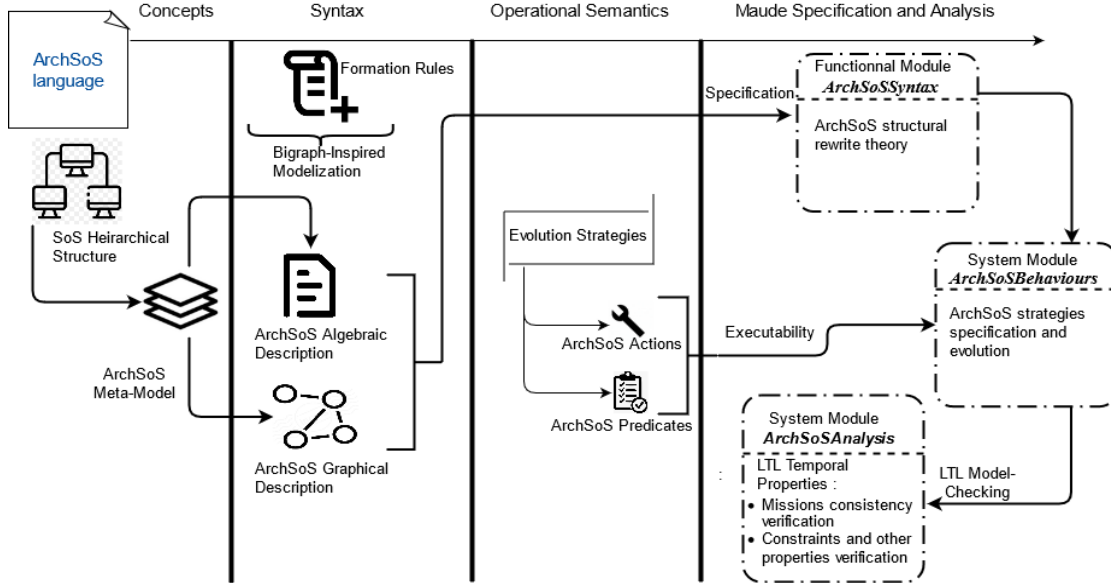 Concepts
Syntax
Operational Semantics
Maude Specification and Analysis
ArchSoS
language
SoS Heirarchical
Structure
ArchSoS
Meta-Model
Formation Rules
Bigraph-Inspired
Modelization
ArchSoS Algebraic
Description
ArchSoS Graphical
Description
Evolution Strategies
ArchSoS Actions
ArchSoS Predicates
Specification
Functionnal Module
ArchSoSSyntax
ArchSoS structural
rewrite theory
Executability
System Module
ArchSoSBehaviours
ArchSoS strategies
specification and
evolution
LTL Model-
Checking
System Module
ArchSoSAnalysis
:
LTL Temporal
Properties :
• Missions consistency
verification
• Constraints and other
properties verification